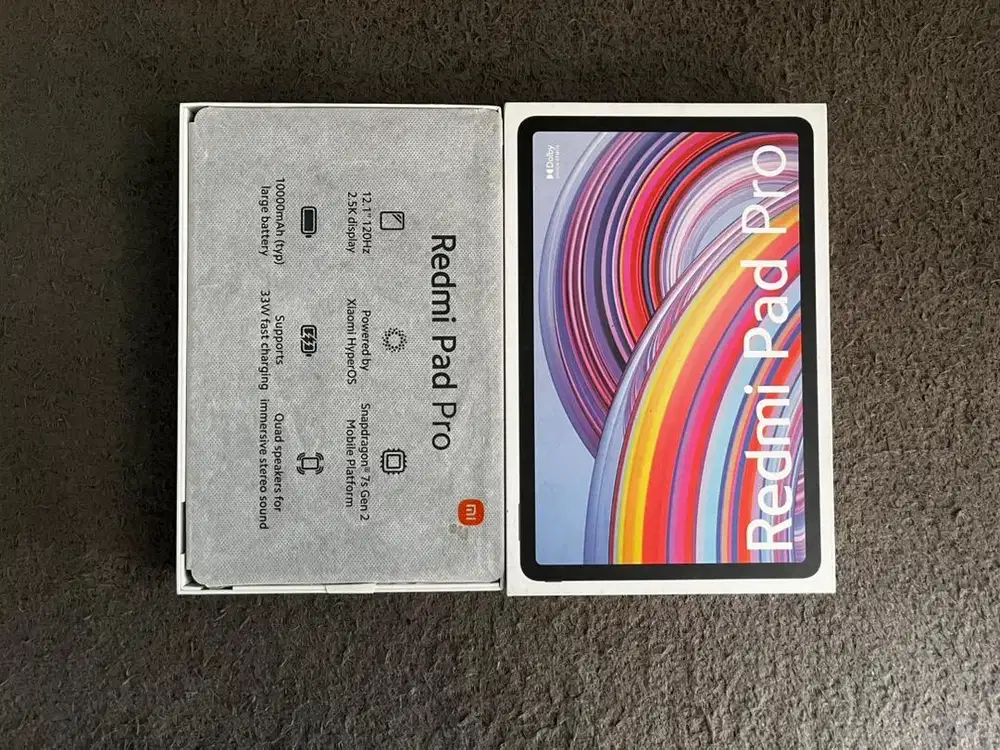 Redmi Pad Pro
12.1" 120Hz
2.5K display
Powered by
Xiaomi HyperOS
Snapdragon® 7s Gen 2
Mobile Platform
10000mAh (typ)
large battery
Supports
33W fast charging
Quad speakers for
immersive stereo sound
mi
Dolby
Redmi Pad Pro